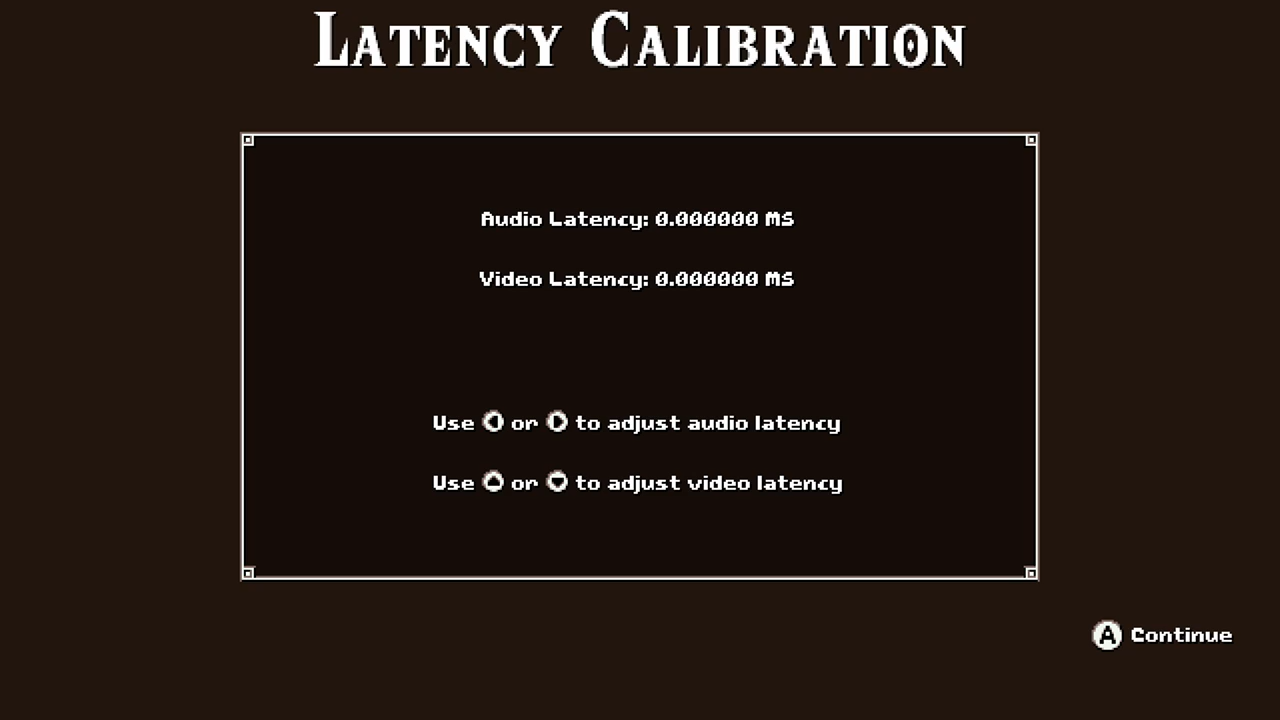 Latency Calibration
Audio Latency: 0.000000 MS
Video Latency: 0.000000 MS
Use or to adjust audio latency
Use or to adjust video latency
A Continue